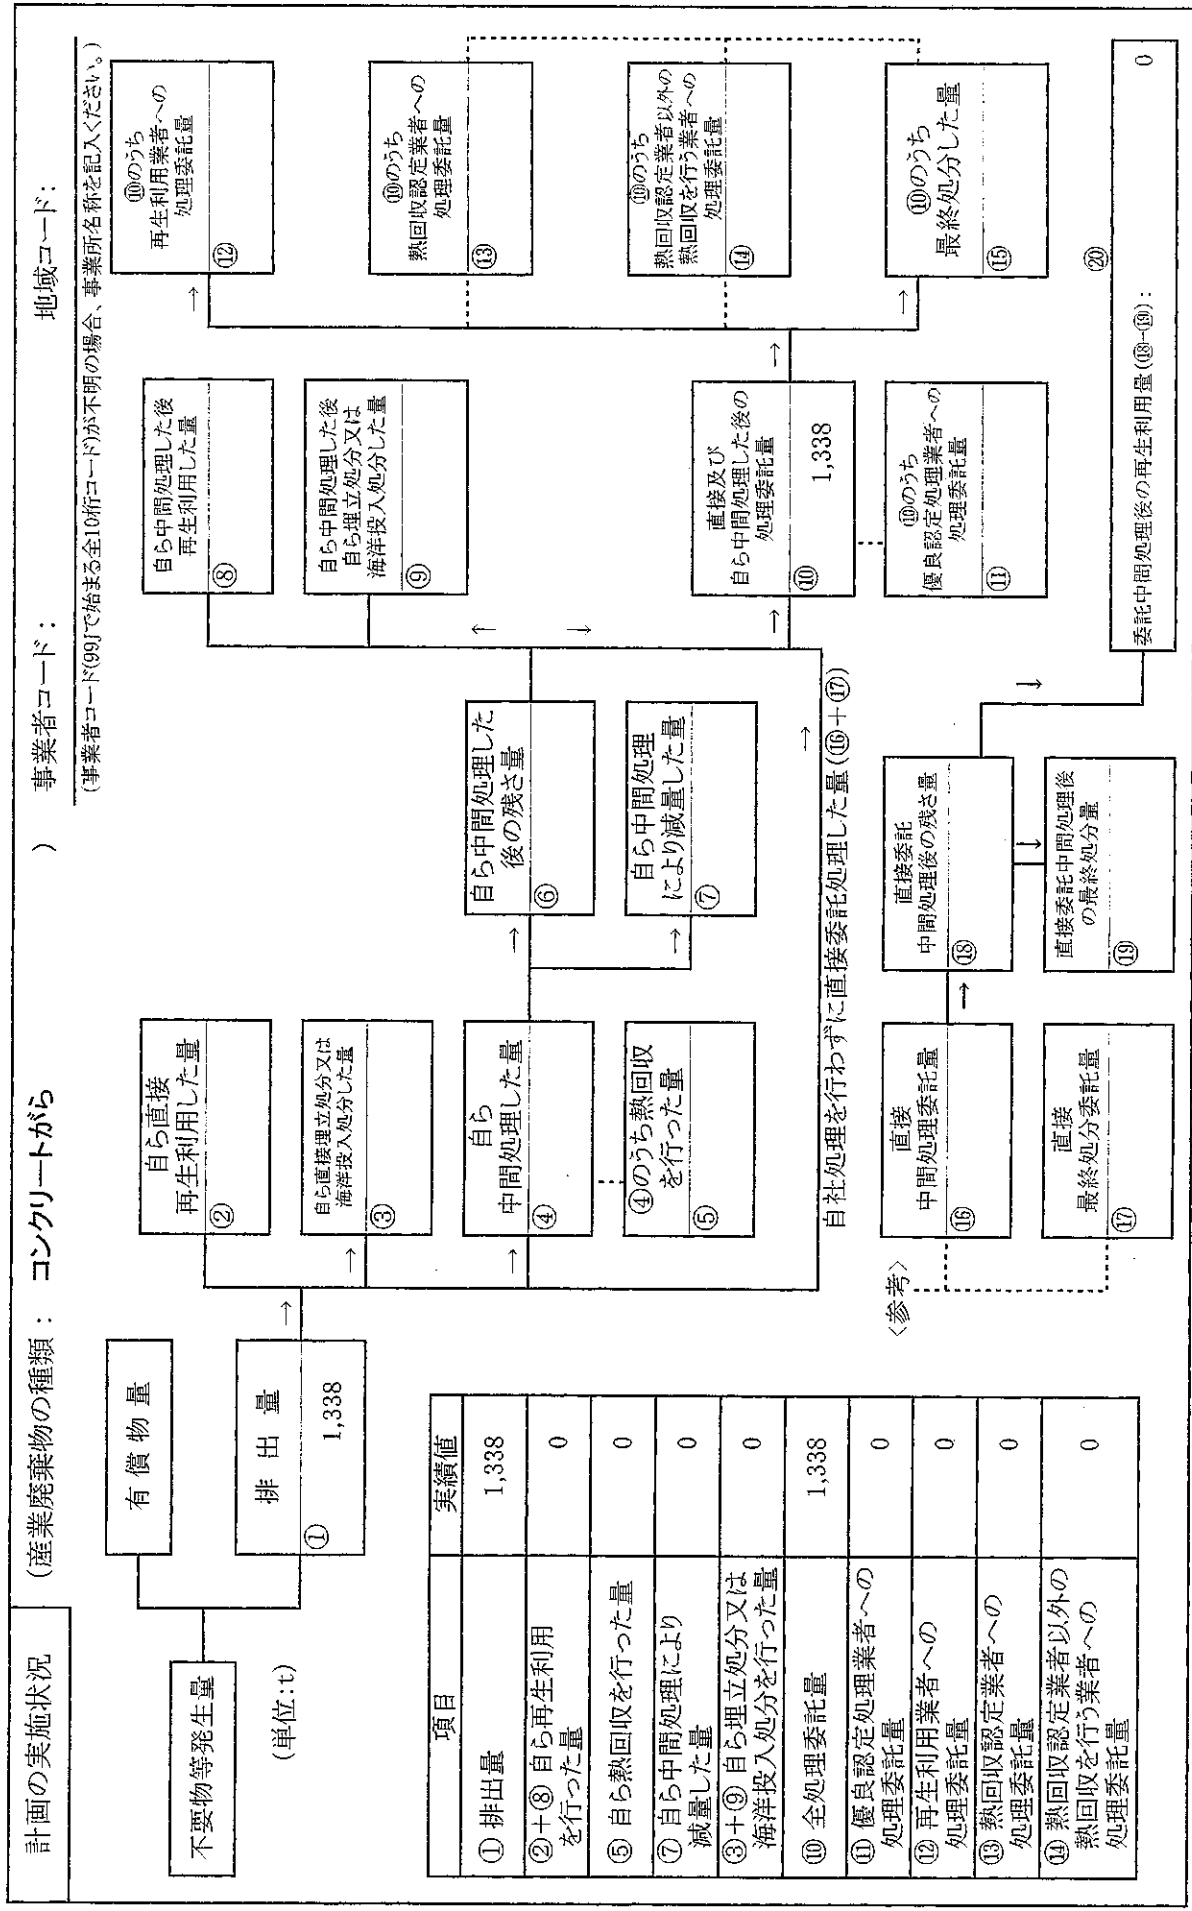 計画の実施状況
(産業廃棄物の種類： コンクリートがら
)
事業者コード：
地域コード：
(事業者コード(「99」で始まる全10桁コード)が不明の場合、事業所名称を記入ください。)
不要物等発生量
(単位:t)
有償物量
排出量
①
1,338
自ら直接
再生利用した量
②
自ら直接埋立処分又は
海洋投入処分した量
③
自ら
中間処理した量
④
④のうち熱回収
を行った量
⑤
自ら中間処理した
後の残さ量
⑥
自ら中間処理
により減量した量
⑦
自ら中間処理した後
再生利用した量
⑧
自ら中間処理した後
自ら埋立処分又は
海洋投入処分した量
⑨
直接及び
自ら中間処理した後の
処理委託量
⑩
1,338
⑩のうち
優良認定処理業者への
処理委託量
⑪
⑩のうち
再生利用業者への
処理委託量
⑫
⑩のうち
熱回収認定業者への
処理委託量
⑬
⑩のうち
熱回収認定業者以外の
熱回収を行う業者への
処理委託量
⑭
⑩のうち
最終処分した量
⑮
自社処理を行わずに直接委託処理した量(⑯+⑰)
<参考>
直接
中間処理委託量
⑯
直接
最終処分委託量
⑰
直接委託
中間処理後の残さ量
⑱
直接委託中間処理後
の最終処分量
⑲
⑳
委託中間処理後の再生利用量(⑱-⑲)：
0
項目
実績値
① 排出量
1,338
②+⑧ 自ら再生利用
を行った量
0
⑤ 自ら熱回収を行った量
0
⑦ 自ら中間処理により
減量した量
0
③+⑨ 自ら埋立処分又は
海洋投入処分を行った量
0
⑩ 全処理委託量
1,338
⑪ 優良認定処理業者への
処理委託量
0
⑫ 再生利用業者への
処理委託量
0
⑬ 熱回収認定業者への
処理委託量
0
⑭ 熱回収認定業者以外の
熱回収を行う業者への
処理委託量
0